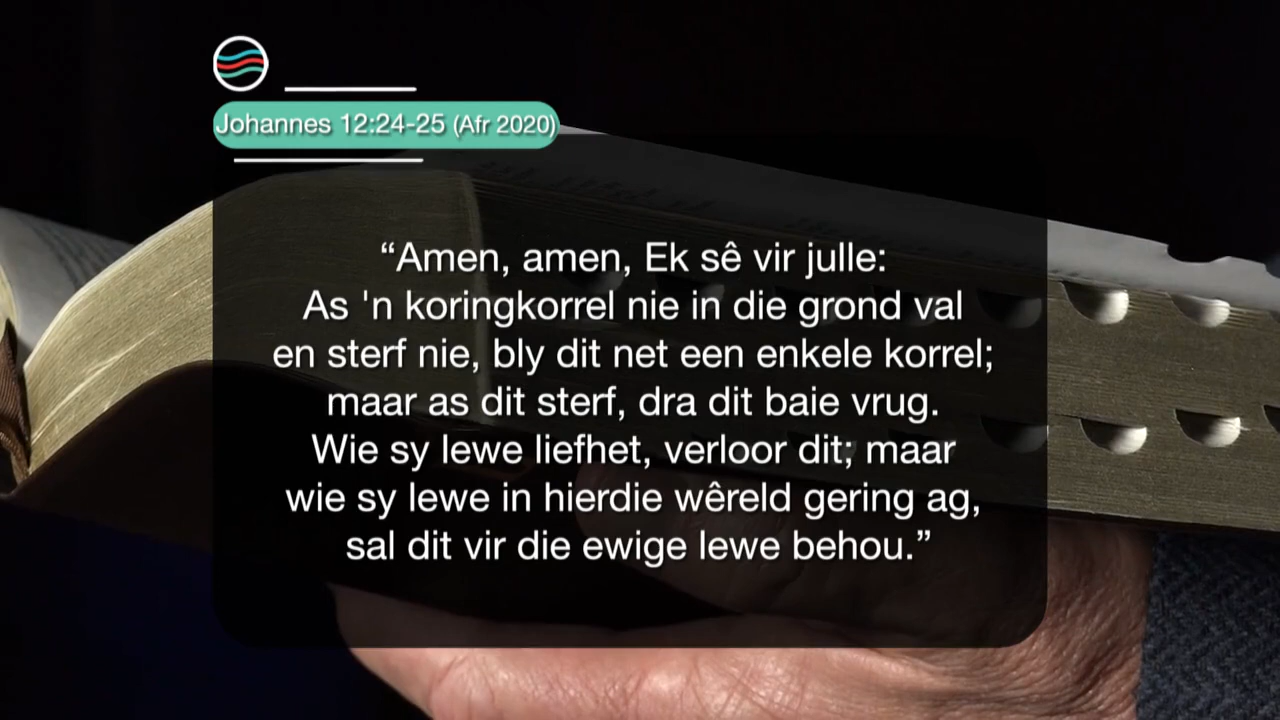 Johannes 12:24-25 (Afr 2020)
“Amen, amen, Ek sê vir julle:
As 'n koringkorrel nie in die grond val
en sterf nie, bly dit net een enkele korrel;
maar as dit sterf, dra dit baie vrug.
Wie sy lewe liefhet, verloor dit; maar
wie sy lewe in hierdie wêreld gering ag,
sal dit vir die ewige lewe behou.”